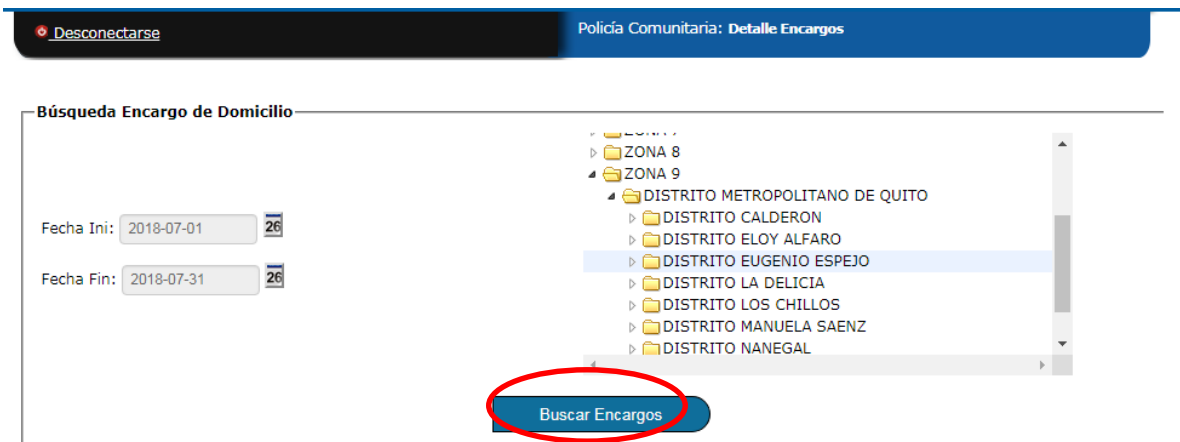 Desconectarse
Policía Comunitaria: Detalle Encargos
Búsqueda Encargo de Domicilio
ZONA 8
ZONA 9
DISTRITO METROPOLITANO DE QUITO
DISTRITO CALDERON
DISTRITO ELOY ALFARO
DISTRITO EUGENIO ESPEJO
DISTRITO LA DELICIA
DISTRITO LOS CHILLOS
DISTRITO MANUELA SAENZ
DISTRITO NANEGAL
Fecha Ini: 2018-07-01 26
Fecha Fin: 2018-07-31 26
Buscar Encargos